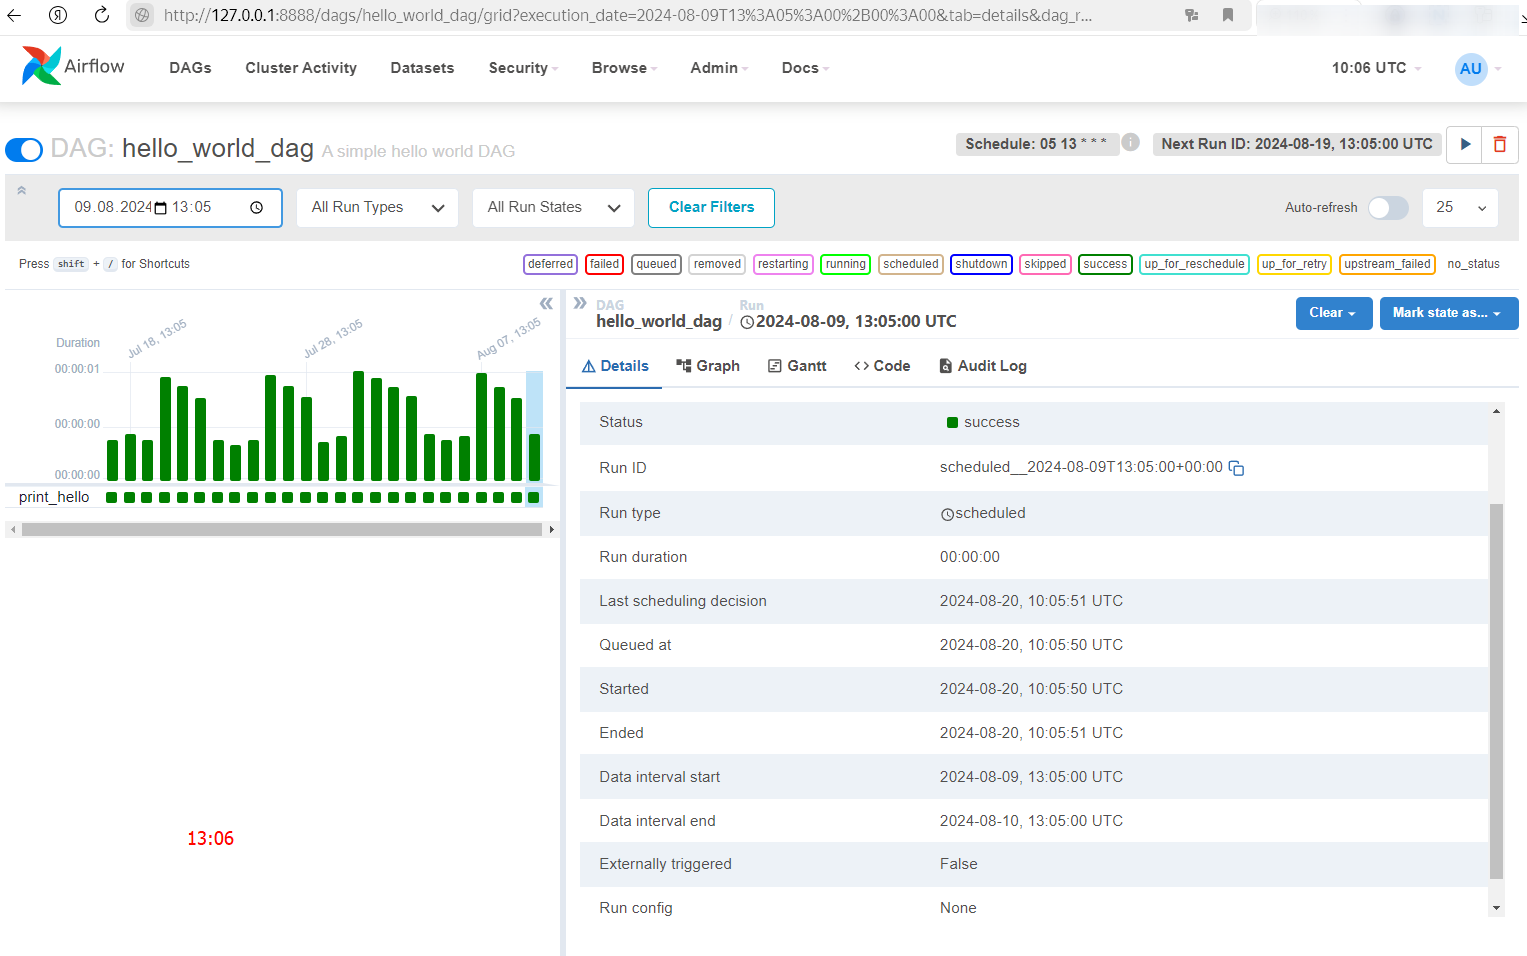 http://127.0.0.1:8888/dags/hello_world_dag/grid?execution_date=2024-08-09T13%3A05%3A00%2B00%3A00&tab=details&dag_r...
Airflow DAGs Cluster Activity Datasets Security Browse Admin Docs 10:06 UTC AU
DAG: hello_world_dag A simple hello world DAG Schedule: 05 13 * * * i Next Run ID: 2024-08-19, 13:05:00 UTC
09.08.2024 13:05 All Run Types All Run States Clear Filters Auto-refresh 25
Press shift + / for Shortcuts deferred failed queued removed restarting running scheduled shutdown skipped success up_for_reschedule up_for_retry upstream_failed no_status
Duration
00:00:01
00:00:00
00:00:00
Jul 18, 13:05 Jul 28, 13:05 Aug 07, 13:05
print_hello
13:06
DAG Run
hello_world_dag / 2024-08-09, 13:05:00 UTC Clear Mark state as...
Details Graph Gantt Code Audit Log
Status success
Run ID scheduled__2024-08-09T13:05:00+00:00
Run type scheduled
Run duration 00:00:00
Last scheduling decision 2024-08-20, 10:05:51 UTC
Queued at 2024-08-20, 10:05:50 UTC
Started 2024-08-20, 10:05:50 UTC
Ended 2024-08-20, 10:05:51 UTC
Data interval start 2024-08-09, 13:05:00 UTC
Data interval end 2024-08-10, 13:05:00 UTC
Externally triggered False
Run config None